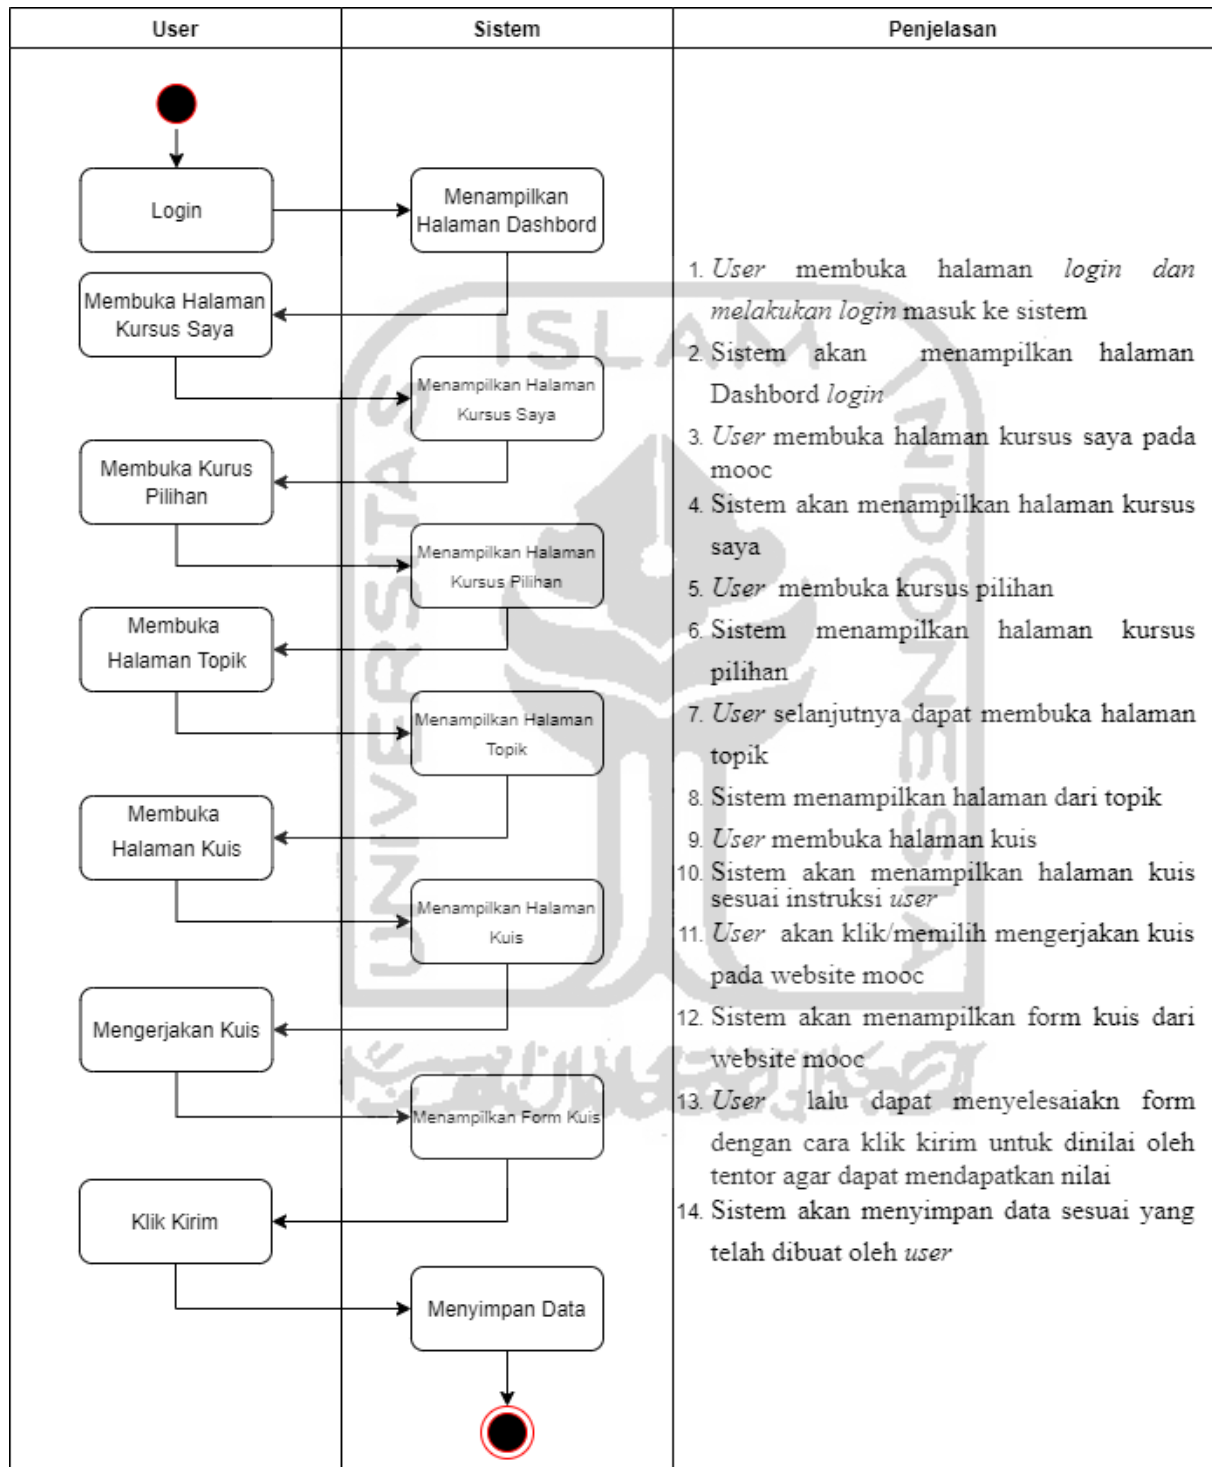 User
Sistem
Penjelasan
Login
Menampilkan
Halaman Dashbord
Membuka Halaman
Kursus Saya
Menampilkan Halaman
Kursus Saya
Membuka Kurus
Pilihan
Menampilkan Halaman
Kursus Pilihan
Membuka
Halaman Topik
Menampilkan Halaman
Topik
Membuka
Halaman Kuis
Menampilkan Halaman
Kuis
Mengerjakan Kuis
Menampilkan Form Kuis
Klik Kirim
Menyimpan Data
1. User membuka halaman login dan
melakukan login masuk ke sistem
2. Sistem akan menampilkan halaman
Dashbord login
3. User membuka halaman kursus saya pada
mooc
4. Sistem akan menampilkan halaman kursus
saya
5. User membuka kursus pilihan
6. Sistem menampilkan halaman kursus
pilihan
7. User selanjutnya dapat membuka halaman
topik
8. Sistem menampilkan halaman dari topik
9. User membuka halaman kuis
10. Sistem akan menampilkan halaman kuis
sesuai instruksi user
11. User akan klik/memilih mengerjakan kuis
pada website mooc
12. Sistem akan menampilkan form kuis dari
website mooc
13. User lalu dapat menyelesaiakn form
dengan cara klik kirim untuk dinilai oleh
tentor agar dapat mendapatkan nilai
14. Sistem akan menyimpan data sesuai yang
telah dibuat oleh user
UNIVERSITAS
ISLAM
INDONESIA